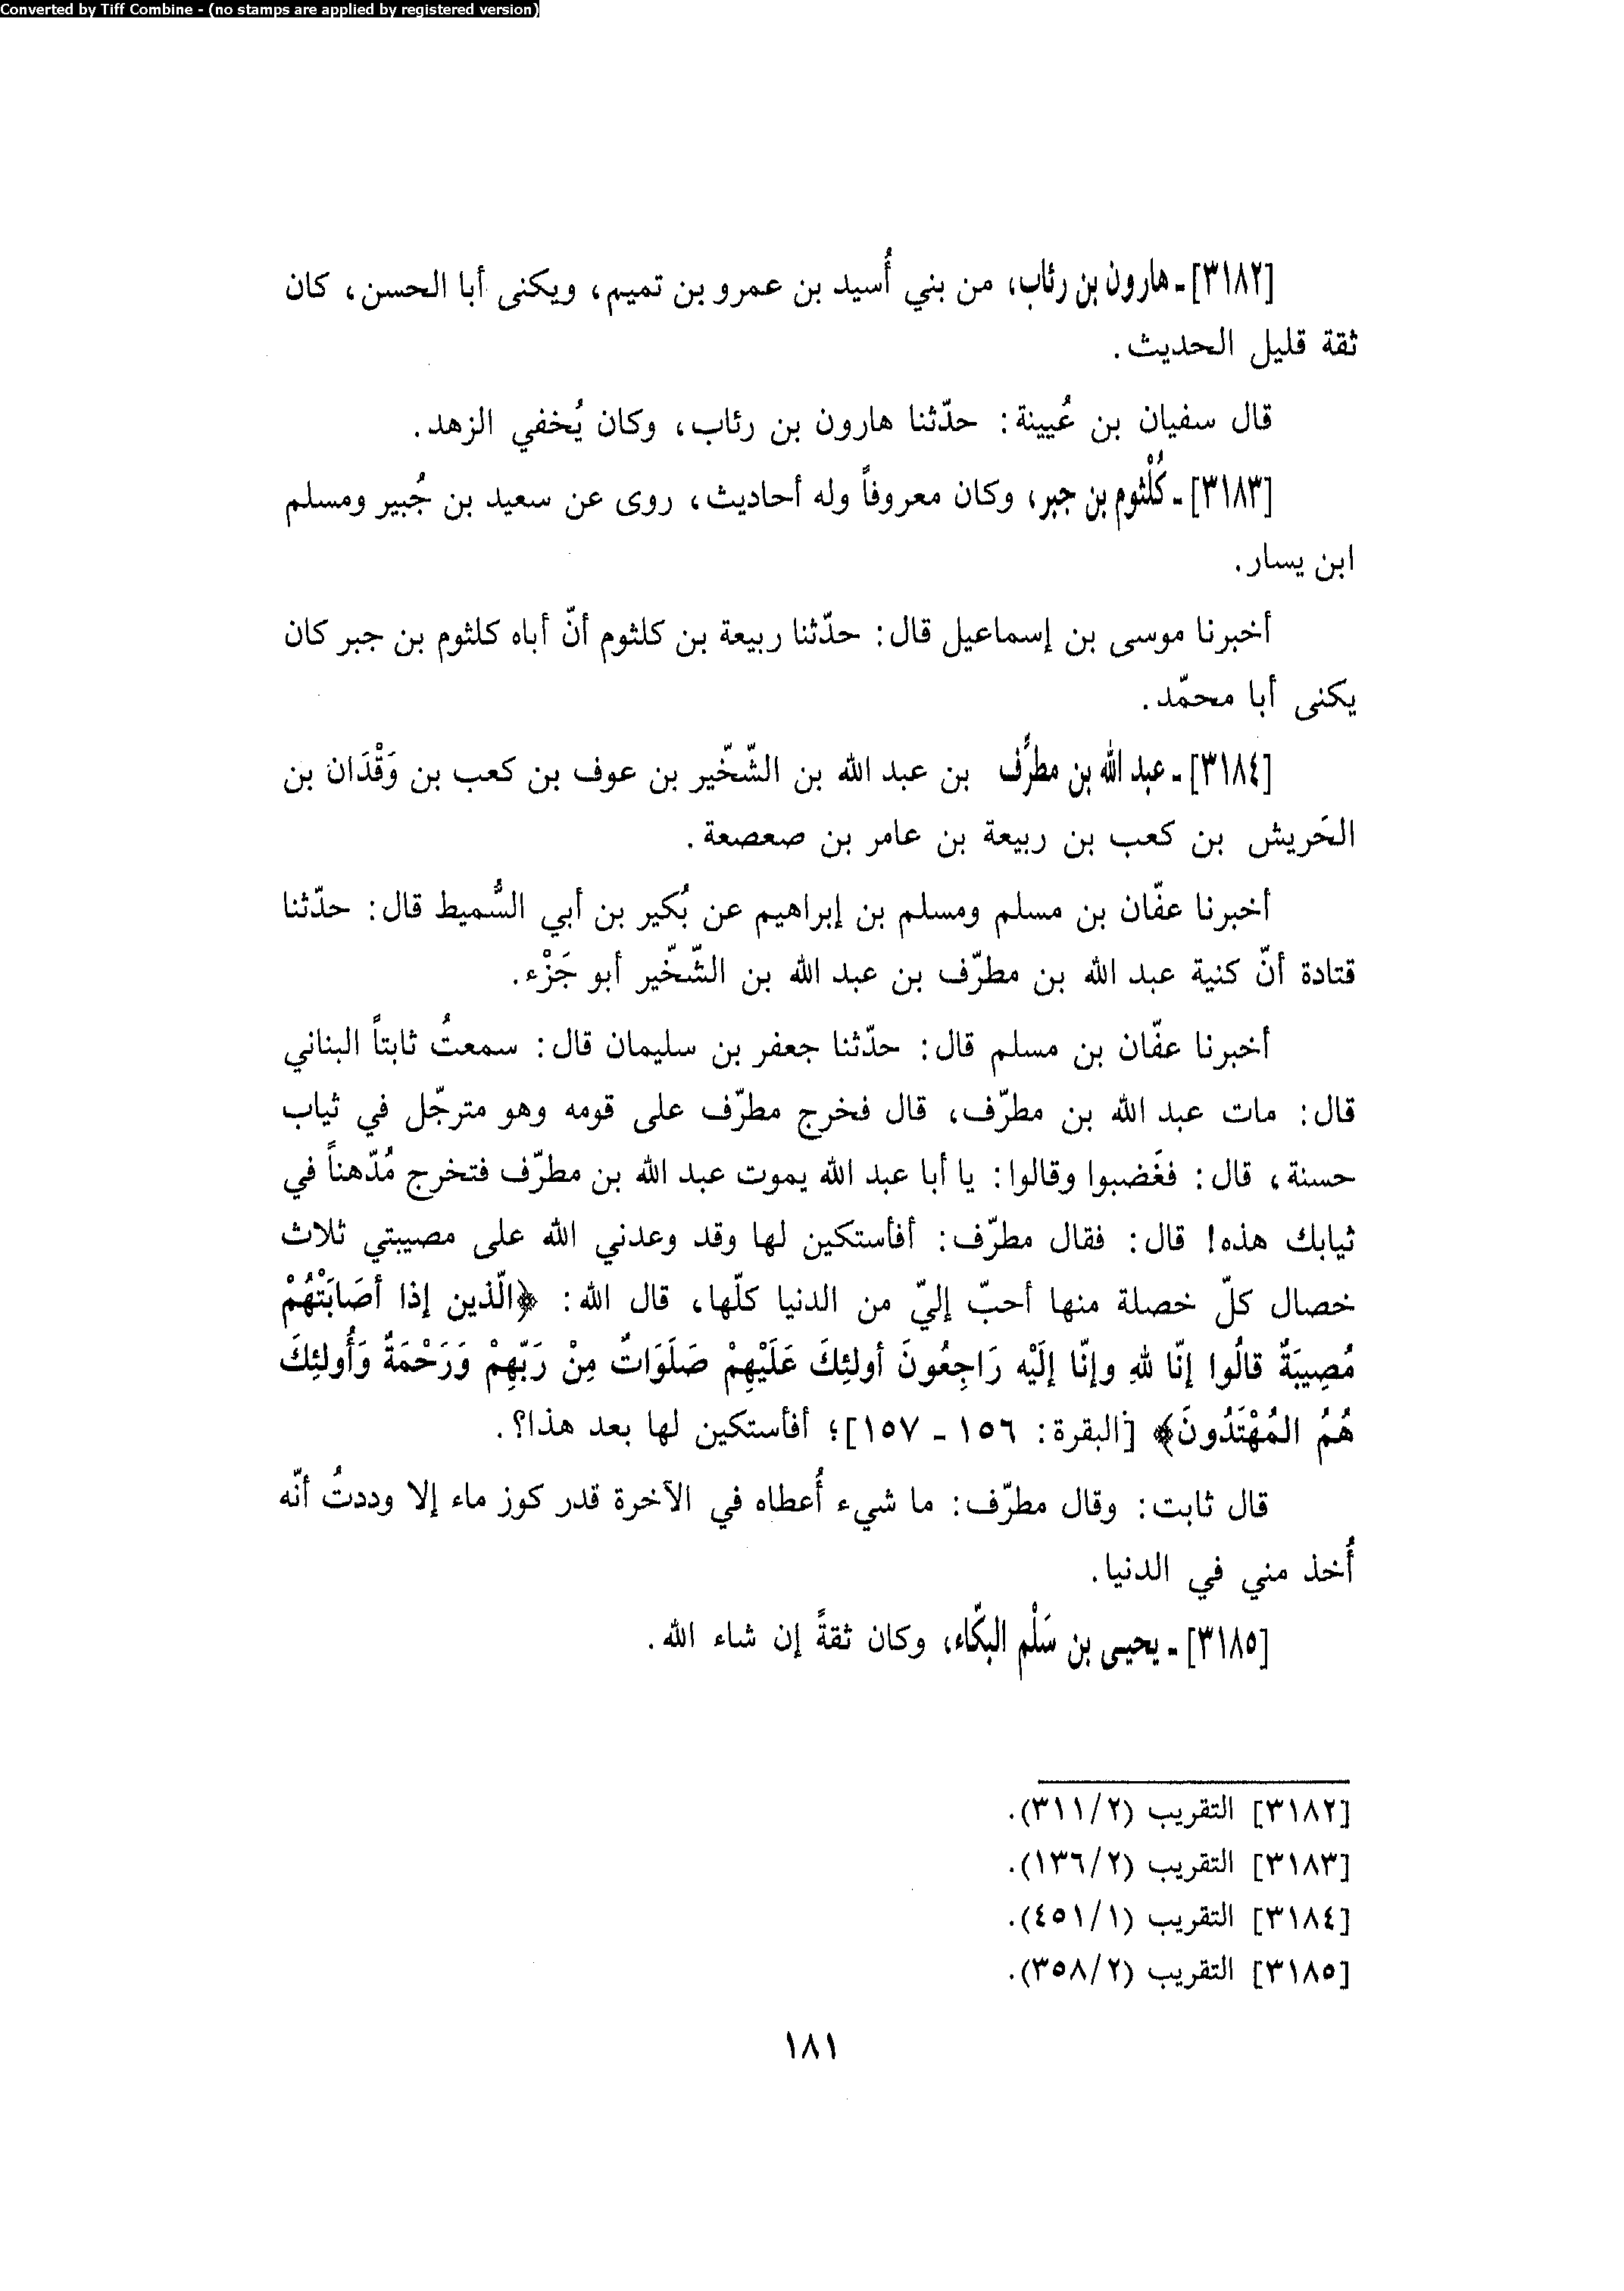 Converted by Tiff Combine - (no stamps are applied by registered version)
[٣١٨٢] ـ هارون بن رئاب، من بني أُسيد بن عمرو بن تميم، ويكنى أبا الحسن، كان
ثقة قليل الحديث.
قال سفيان بن عُيينة: حدّثنا هارون بن رئاب، وكان يُخفي الزهد.
[٣١٨٣] ـ كُلْثوم بن جبر، وكان معروفاً وله أحاديث، روى عن سعيد بن جُبير ومسلم
ابن يسار.
أخبرنا موسى بن إسماعيل قال: حدّثنا ربيعة بن كلثوم أنّ أباه كلثوم بن جبر كان
يكنى أبا محمّد.
[٣١٨٤] ـ عبد الله بن مطرِّف بن عبد الله بن الشّخّير بن عوف بن كعب بن وَقْدَان بن
الحَريش بن كعب بن ربيعة بن عامر بن صعصعة.
أخبرنا عفّان بن مسلم ومسلم بن إبراهيم عن بُكير بن أبي السُّميط قال: حدّثنا
قتادة أنّ كنية عبد الله بن مطرّف بن عبد الله بن الشّخّير أبو جَزْء.
أخبرنا عفّان بن مسلم قال: حدّثنا جعفر بن سليمان قال: سمعتُ ثابتاً البناني
قال: مات عبد الله بن مطرّف، قال فخرج مطرّف على قومه وهو مترجّل في ثياب
حسنة، قال: فغَضبوا وقالوا: يا أبا عبد الله يموت عبد الله بن مطرّف فتخرج مُدّهناً في
ثيابك هذه! قال: فقال مطرّف: أفأستكين لها وقد وعدني الله على مصيبتي ثلاث
خصال كلّ خصلة منها أحبّ إليّ من الدنيا كلّها، قال الله: ﴿الّذين إذا أصَابَتْهُمْ
مُصِيبَةٌ قالُوا إنّا للهِ وإنّا إلَيْه رَاجِعُونَ أولئِكَ عَلَيْهِمْ صَلَوَاتٌ مِنْ رَبّهِمْ وَرَحْمَةٌ وَأُولئِكَ
هُمُ المُهْتَدُونَ﴾ [البقرة: ١٥٦ ـ ١٥٧]؛ أفأستكين لها بعد هذا؟.
قال ثابت: وقال مطرّف: ما شيء أُعطاه في الآخرة قدر كوز ماء إلا وددتُ أنّه
أُخذ مني في الدنيا.
[٣١٨٥] ـ يحيى بن سَلْم البكّاء، وكان ثقةً إن شاء الله.
[٣١٨٢] التقريب (٣١١/٢).
[٣١٨٣] التقريب (١٣٦/٢).
[٣١٨٤] التقريب (٤٥١/١).
[٣١٨٥] التقريب (٣٥٨/٢).
١٨١